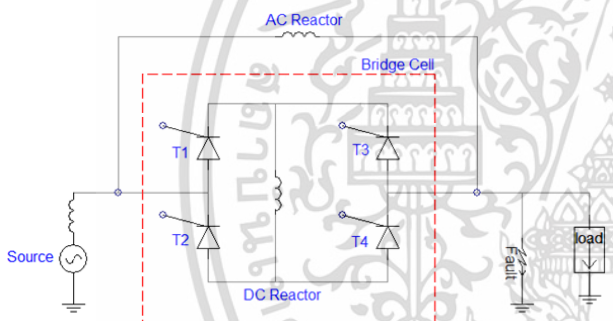 AC Reactor
Bridge Cell
T1
T3
T2
T4
Source
Fault
load
DC Reactor